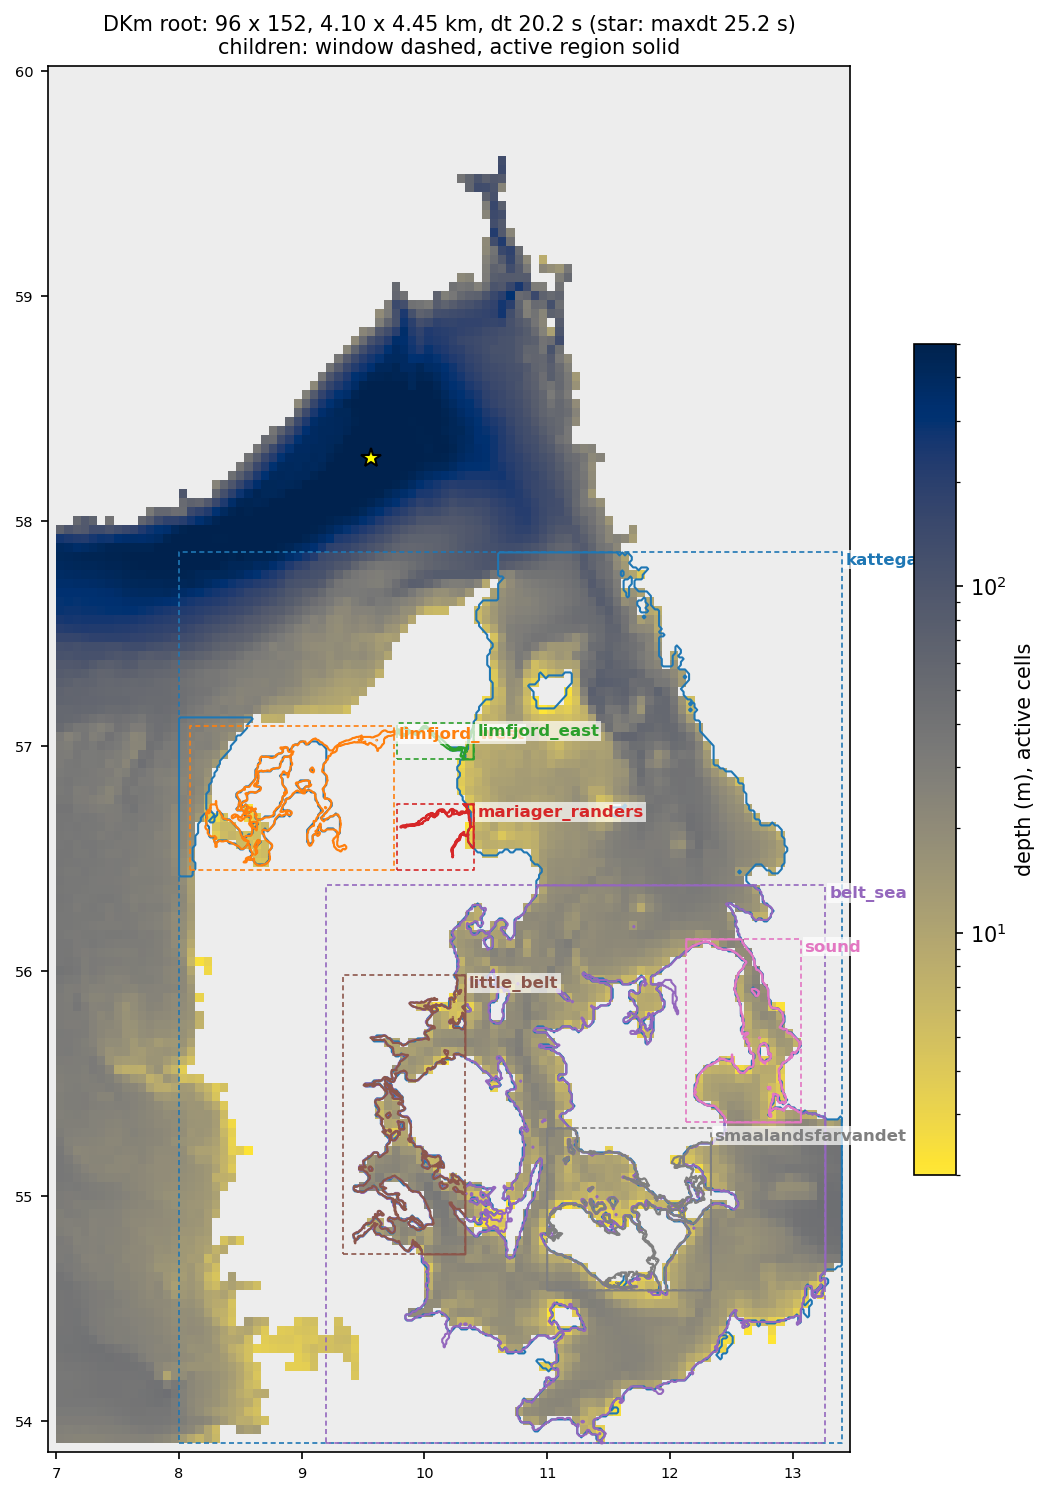 DKm root: 96 x 152, 4.10 x 4.45 km, dt 20.2 s (star: maxdt 25.2 s)
children: window dashed, active region solid
60
59
58
57
56
55
54
7
8
9
10
11
12
13
kattega
limfjord_
limfjord_east
mariager_randers
belt_sea
sound
little_belt
smaalandsfarvandet
10²
10¹
depth (m), active cells